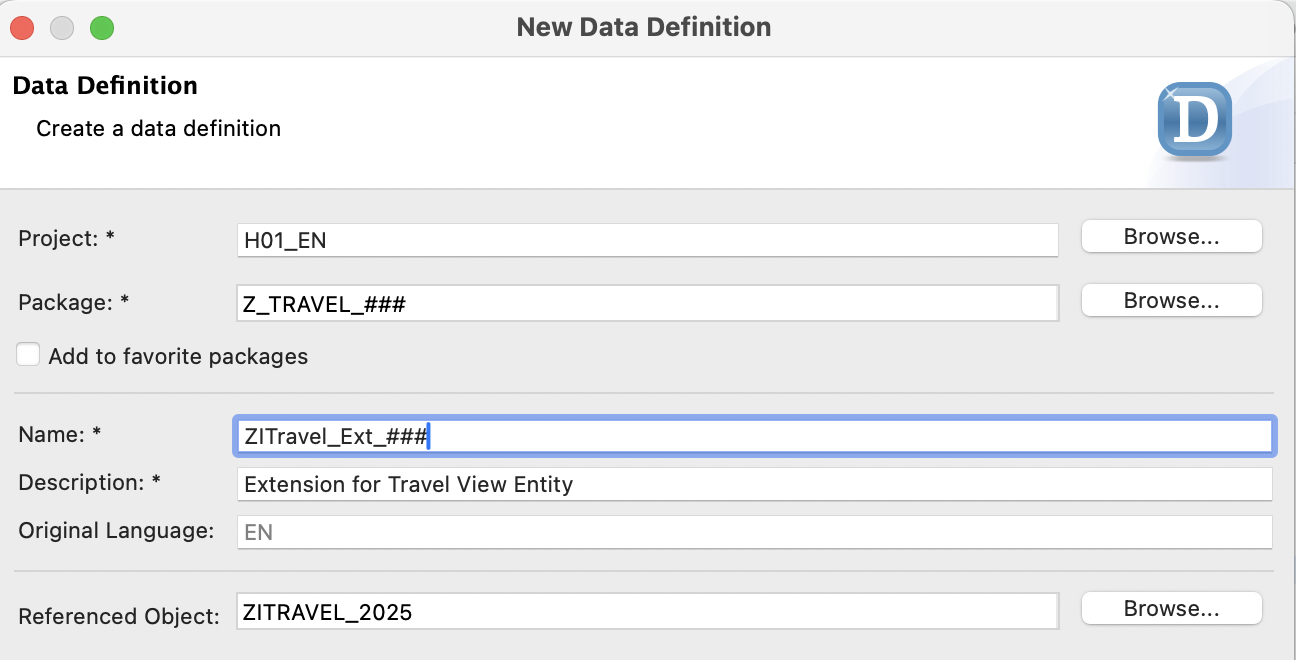 New Data Definition
Data Definition
Create a data definition
D
Project: * H01_EN Browse...
Package: * Z_TRAVEL_### Browse...
Add to favorite packages
Name: * ZITravel_Ext_###
Description: * Extension for Travel View Entity
Original Language: EN
Referenced Object: ZITRAVEL_2025 Browse...